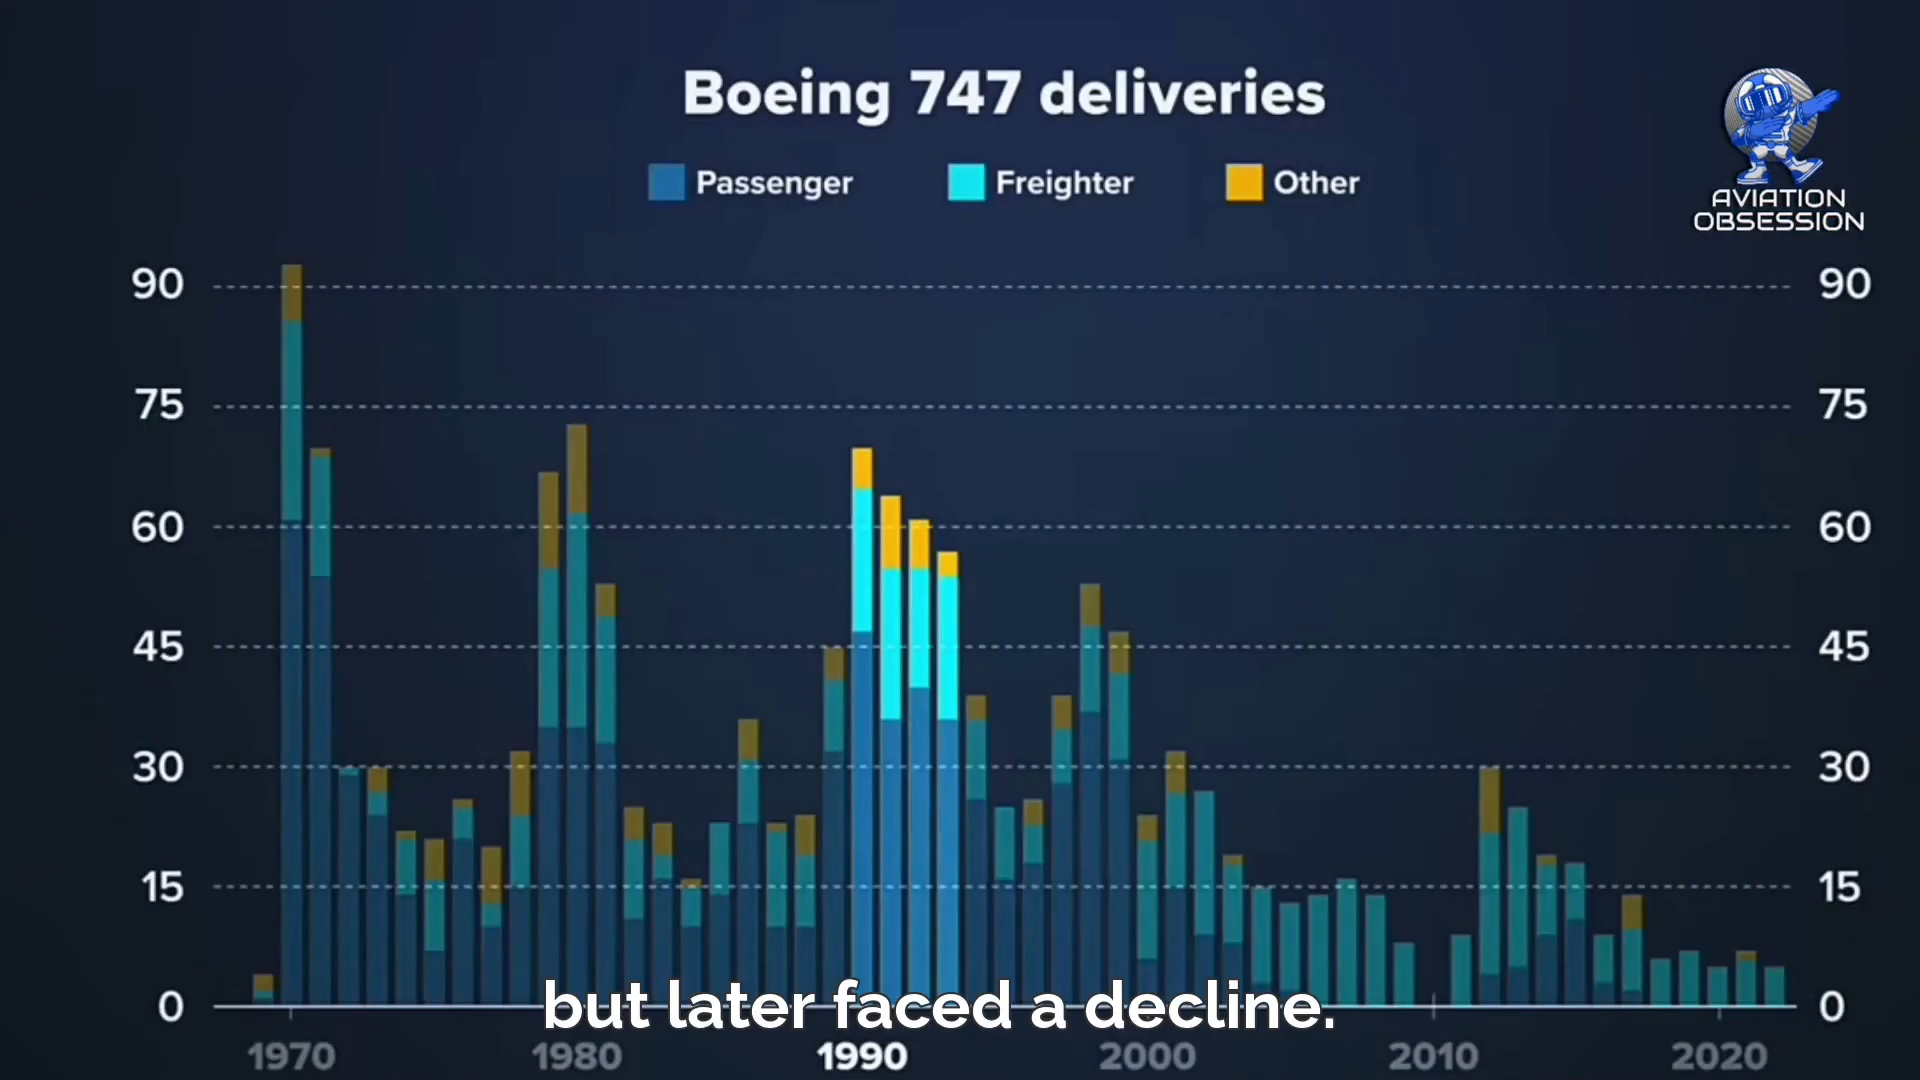 Boeing 747 deliveries
Passenger Freighter Other
AVIATION
OBSESSION
90 90
75 75
60 60
45 45
30 30
15 15
0 0
but later faced a decline.
1970 1980 1990 2000 2010 2020